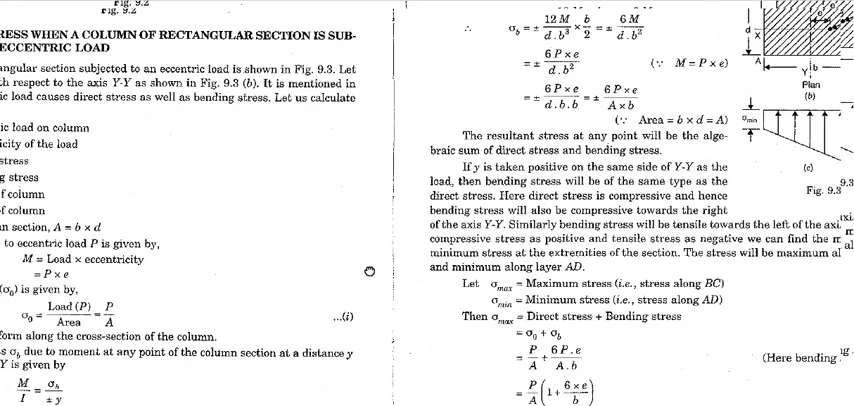 Fig. 9.2
RESS WHEN A COLUMN OF RECTANGULAR SECTION IS SUB-
ECCENTRIC LOAD
angular section subjected to an eccentric load is shown in Fig. 9.3. Let
th respect to the axis Y-Y as shown in Fig. 9.3 (b). It is mentioned in
ic load causes direct stress as well as bending stress. Let us calculate
ic load on column
icity of the load
stress
g stress
f column
f column
n section, A = b x d
to eccentric load P is given by,
M = Load x eccentricity
= P x e
(σ0) is given by,
σ0 = Load (P) / Area = P / A ...(i)
form along the cross-section of the column.
s σb due to moment at any point of the column section at a distance y
Y is given by
M / I = σb / ± y
∴ σb = ± 12 M / d.b³ × b / 2 = ± 6 M / d.b²
= ± 6 P x e / d.b² (∵ M = P x e)
= ± 6 P x e / d.b.b = ± 6 P x e / A x b
(∵ Area = b × d = A)
The resultant stress at any point will be the alge-
braic sum of direct stress and bending stress.
If y is taken positive on the same side of Y-Y as the
load, then bending stress will be of the same type as the
direct stress. Here direct stress is compressive and hence
bending stress will also be compressive towards the right
of the axis Y-Y. Similarly bending stress will be tensile towards the left of the axi
compressive stress as positive and tensile stress as negative we can find the m
minimum stress at the extremities of the section. The stress will be maximum al
and minimum along layer AD.
Let σmax = Maximum stress (i.e., stress along BC)
σmin = Minimum stress (i.e., stress along AD)
Then σmax = Direct stress + Bending stress
= σ0 + σb
= P / A + 6 P . e / A . b (Here bending
= P / A (1 + 6 x e / b)
d
X
A
Y
b
Plan
(b)
σmin
(c)
9.3
Fig. 9.3